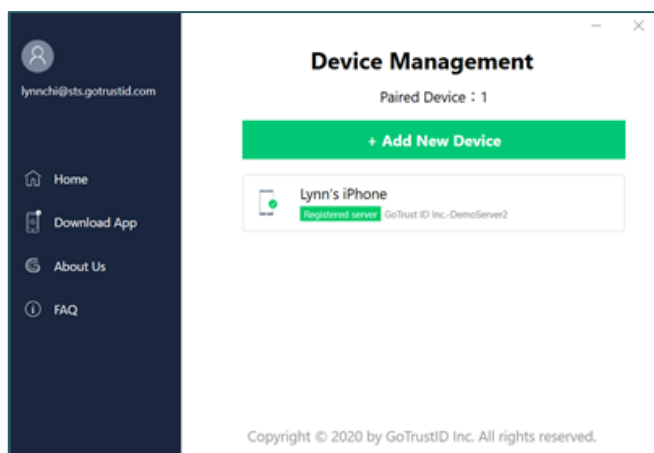 lynnchi@sts.gotrustid.com
Home
Download App
About Us
FAQ
Device Management
Paired Device : 1
+ Add New Device
Lynn's iPhone
Registered server GoTrust ID Inc.-DemoServer2
Copyright © 2020 by GoTrustID Inc. All rights reserved.